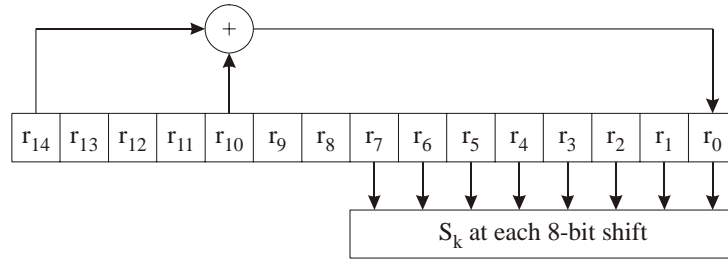 +
r₁₄ r₁₃ r₁₂ r₁₁ r₁₀ r₉ r₈ r₇ r₆ r₅ r₄ r₃ r₂ r₁ r₀
Sₖ at each 8-bit shift